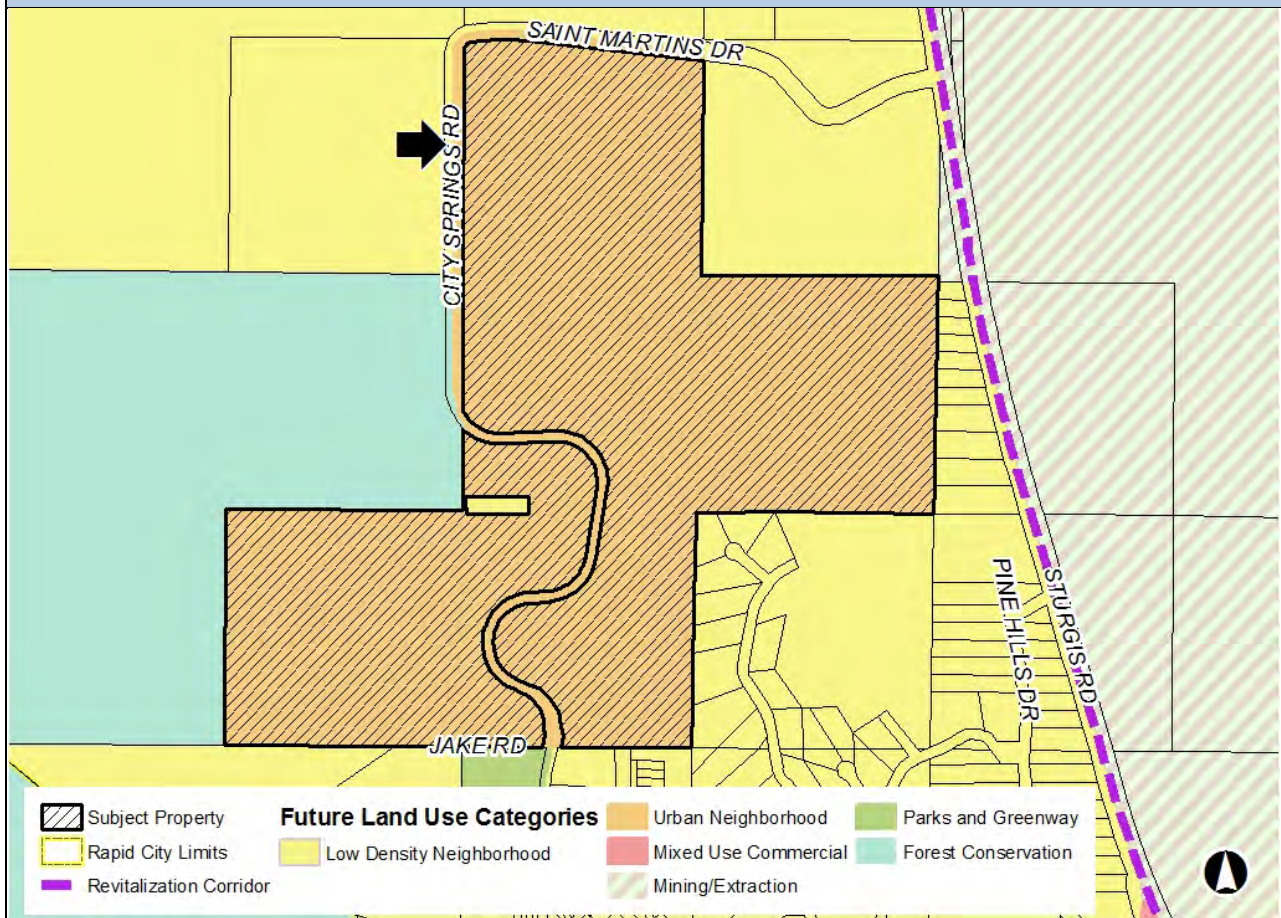 SAINT MARTINS DR
CITY SPRINGS RD
PINE HILLS DR
STURGIS RD
JAKE RD
Subject Property
Rapid City Limits
Revitalization Corridor
Future Land Use Categories
Low Density Neighborhood
Urban Neighborhood
Mixed Use Commercial
Mining/Extraction
Parks and Greenway
Forest Conservation